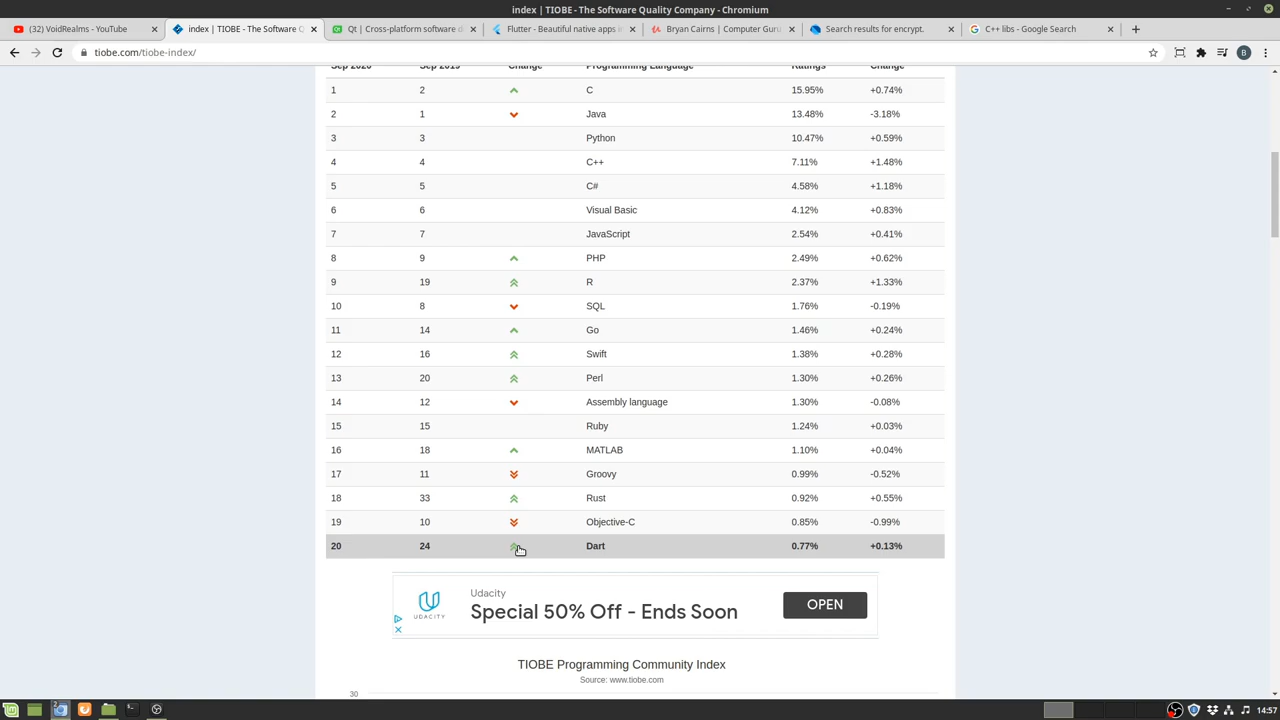 index | TIOBE - The Software Quality Company - Chromium
(32) VoidRealms - YouTube
index | TIOBE - The Software Q
Qt | Cross-platform software d
Flutter - Beautiful native apps i
Bryan Cairns | Computer Guru
Search results for encrypt.
C++ libs - Google Search
tiobe.com/tiobe-index/
B
Sep 2020 Sep 2019 Change Programming Language Ratings Change
1 2 C 15.95% +0.74%
2 1 Java 13.48% -3.18%
3 3 Python 10.47% +0.59%
4 4 C++ 7.11% +1.48%
5 5 C# 4.58% +1.18%
6 6 Visual Basic 4.12% +0.83%
7 7 JavaScript 2.54% +0.41%
8 9 PHP 2.49% +0.62%
9 19 R 2.37% +1.33%
10 8 SQL 1.76% -0.19%
11 14 Go 1.46% +0.24%
12 16 Swift 1.38% +0.28%
13 20 Perl 1.30% +0.26%
14 12 Assembly language 1.30% -0.08%
15 15 Ruby 1.24% +0.03%
16 18 MATLAB 1.10% +0.04%
17 11 Groovy 0.99% -0.52%
18 33 Rust 0.92% +0.55%
19 10 Objective-C 0.85% -0.99%
20 24 Dart 0.77% +0.13%
UDACITY
Udacity
Special 50% Off - Ends Soon
OPEN
TIOBE Programming Community Index
Source: www.tiobe.com
30
14:57